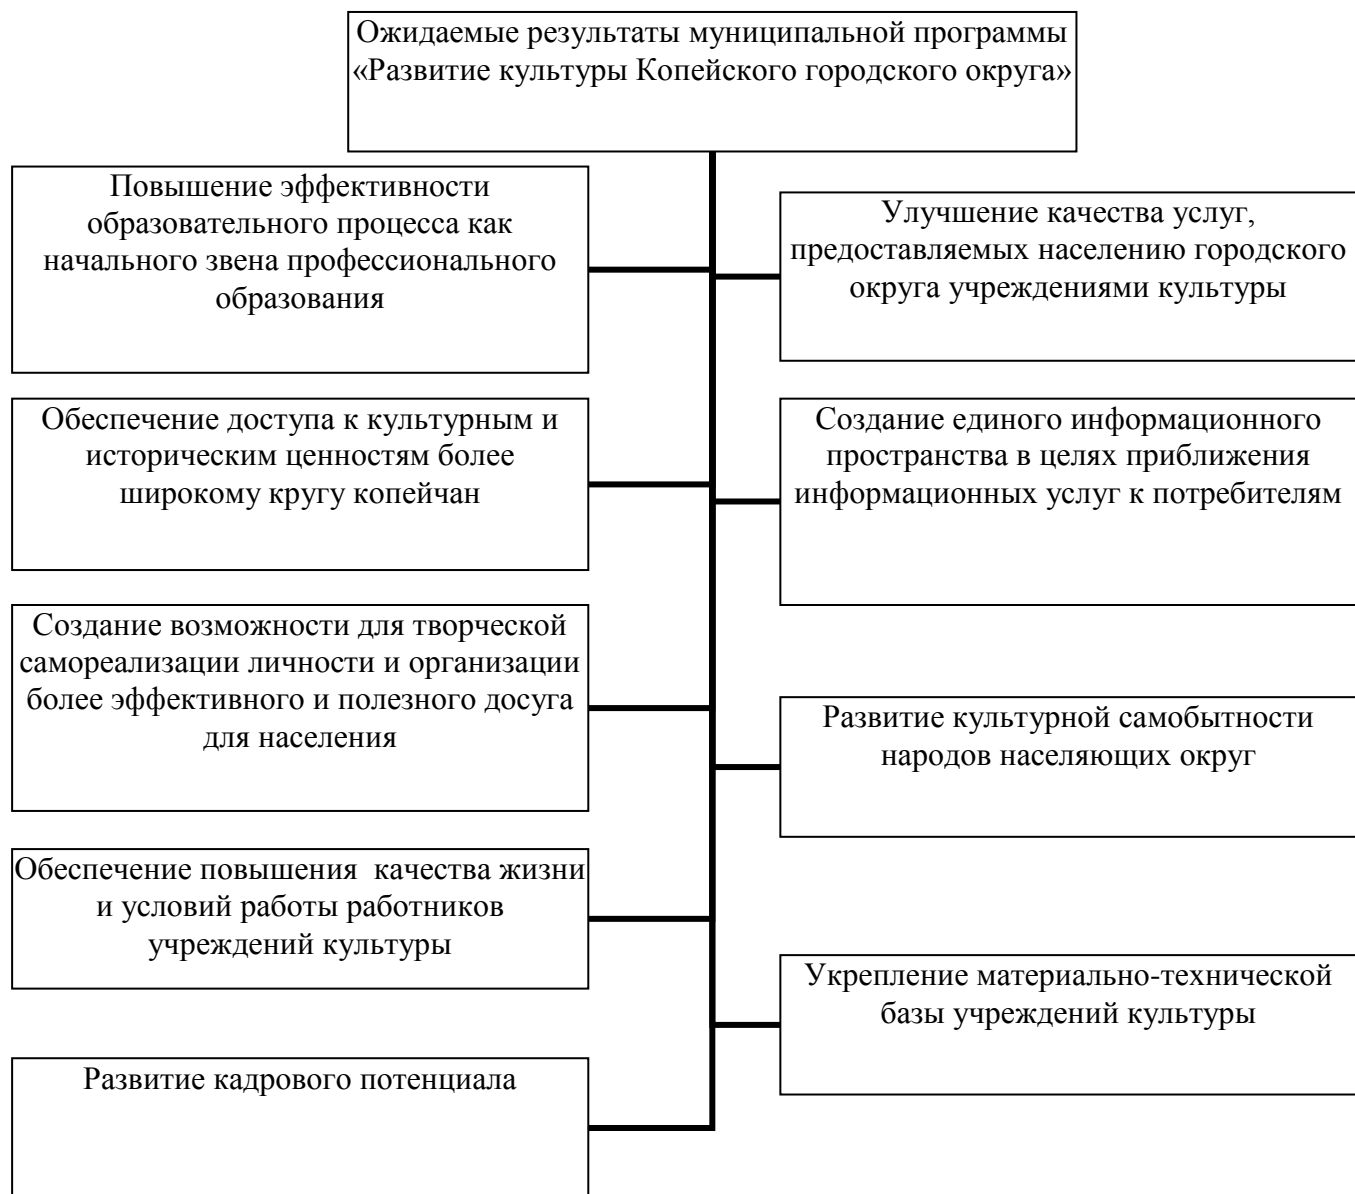 Ожидаемые результаты муниципальной программы
«Развитие культуры Копейского городского округа»
Повышение эффективности
образовательного процесса как
начального звена профессионального
образования
Улучшение качества услуг,
предоставляемых населению городского
округа учреждениями культуры
Обеспечение доступа к культурным и
историческим ценностям более
широкому кругу копейчан
Создание единого информационного
пространства в целях приближения
информационных услуг к потребителям
Создание возможности для творческой
самореализации личности и организации
более эффективного и полезного досуга
для населения
Развитие культурной самобытности
народов населяющих округ
Обеспечение повышения  качества жизни
и условий работы работников
учреждений культуры
Укрепление материально-технической
базы учреждений культуры
Развитие кадрового потенциала